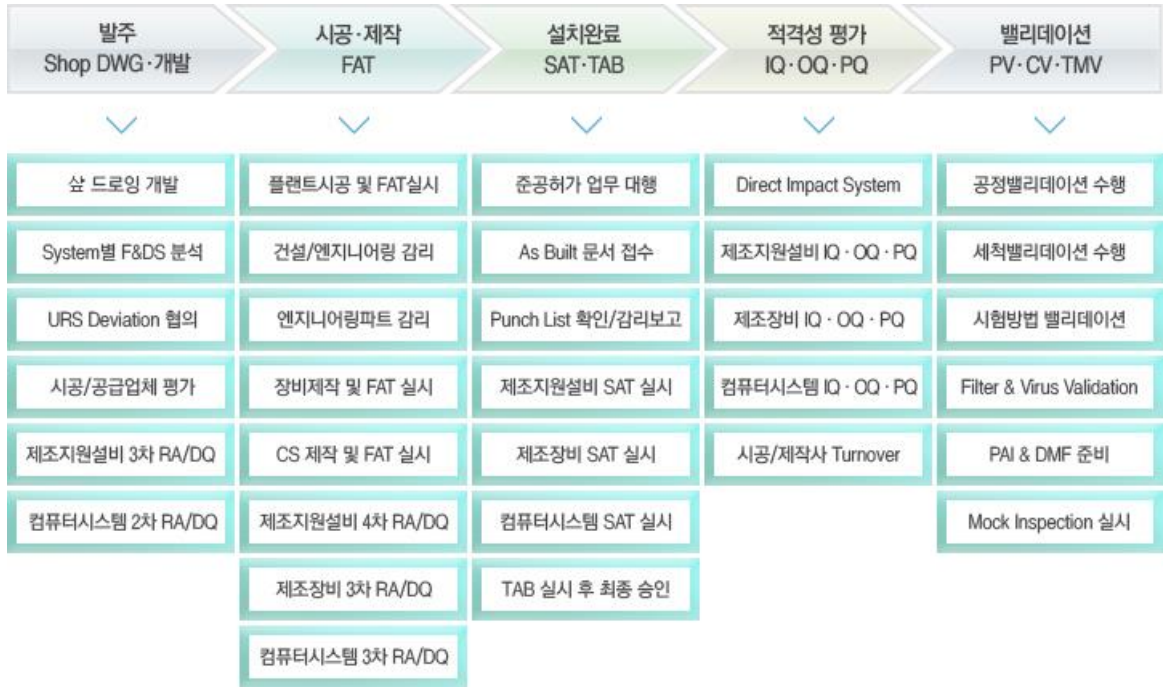 발주
Shop DWG·개발
시공·제작
FAT
설치완료
SAT·TAB
적격성 평가
IQ·OQ·PQ
밸리데이션
PV·CV·TMV
샾 드로잉 개발
System별 F&DS 분석
URS Deviation 협의
시공/공급업체 평가
제조지원설비 3차 RA/DQ
컴퓨터시스템 2차 RA/DQ
플랜트시공 및 FAT실시
건설/엔지니어링 감리
엔지니어링파트 감리
장비제작 및 FAT 실시
CS 제작 및 FAT 실시
제조지원설비 4차 RA/DQ
제조장비 3차 RA/DQ
컴퓨터시스템 3차 RA/DQ
준공허가 업무 대행
As Built 문서 접수
Punch List 확인/감리보고
제조지원설비 SAT 실시
제조장비 SAT 실시
컴퓨터시스템 SAT 실시
TAB 실시 후 최종 승인
Direct Impact System
제조지원설비 IQ · OQ · PQ
제조장비 IQ · OQ · PQ
컴퓨터시스템 IQ · OQ · PQ
시공/제작사 Turnover
공정밸리데이션 수행
세척밸리데이션 수행
시험방법 밸리데이션
Filter & Virus Validation
PAI & DMF 준비
Mock Inspection 실시